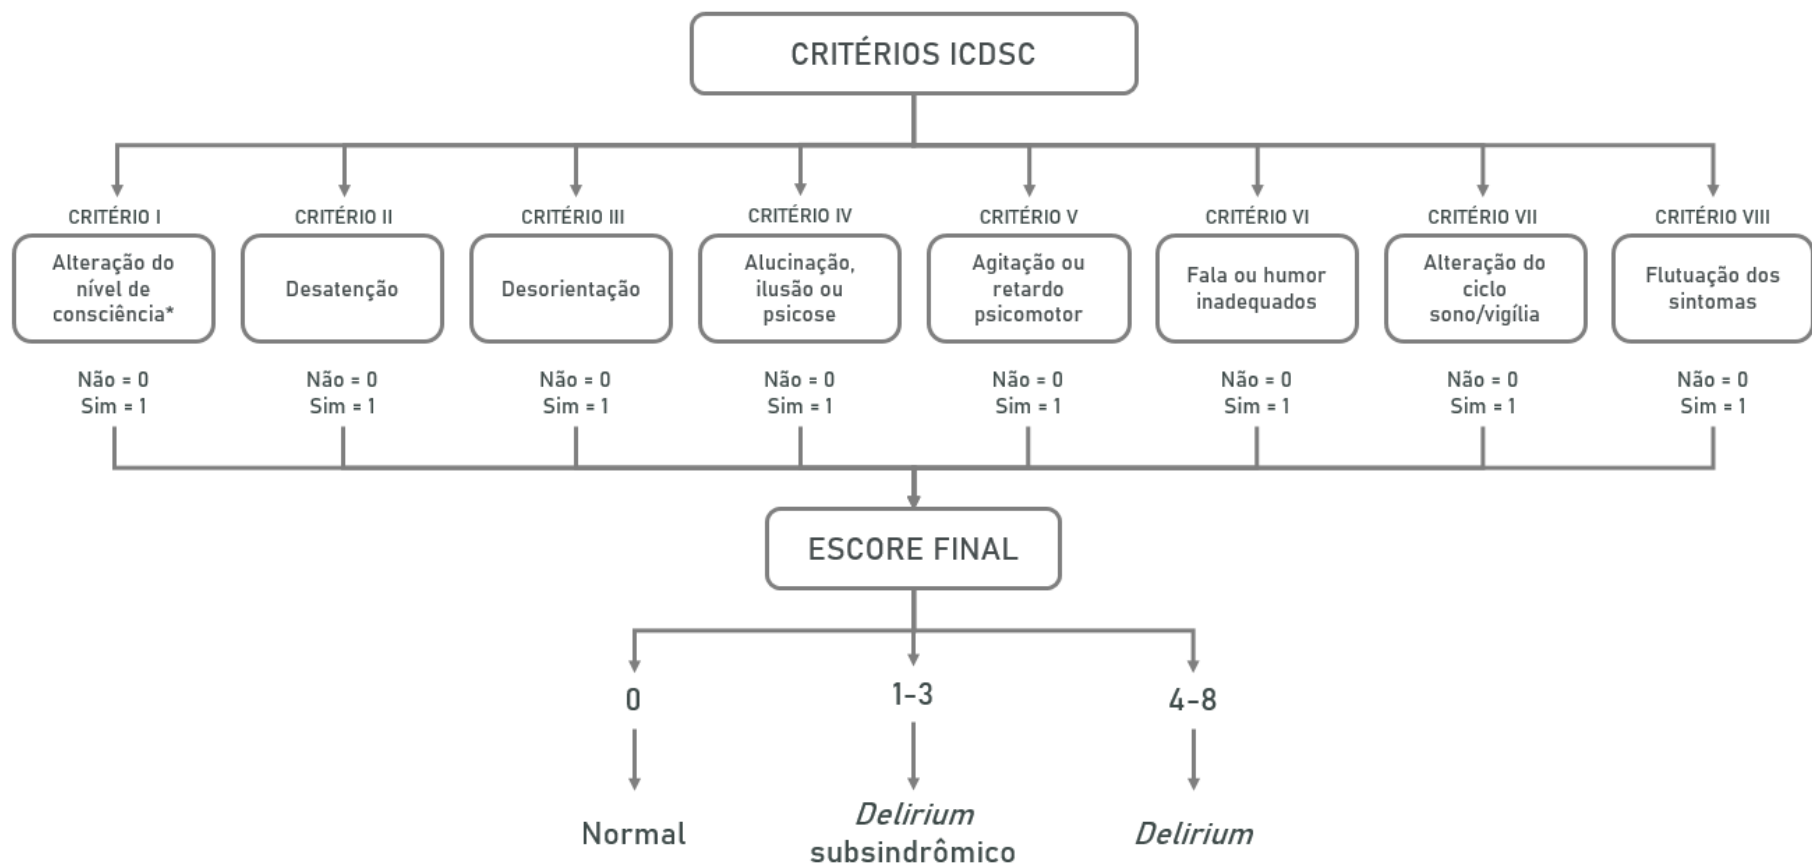 CRITÉRIOS ICDSC
CRITÉRIO I
Alteração do
nível de
consciência*
Não = 0
Sim = 1
CRITÉRIO II
Desatenção
Não = 0
Sim = 1
CRITÉRIO III
Desorientação
Não = 0
Sim = 1
CRITÉRIO IV
Alucinação,
ilusão ou
psicose
Não = 0
Sim = 1
CRITÉRIO V
Agitação ou
retardo
psicomotor
Não = 0
Sim = 1
CRITÉRIO VI
Fala ou humor
inadequados
Não = 0
Sim = 1
CRITÉRIO VII
Alteração do
ciclo
sono/vigília
Não = 0
Sim = 1
CRITÉRIO VIII
Flutuação dos
sintomas
Não = 0
Sim = 1
ESCORE FINAL
0
Normal
1-3
Delirium
subsindrômico
4-8
Delirium